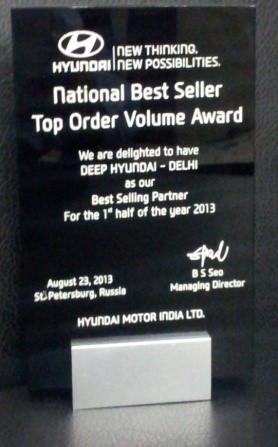 HYUNDAI
NEW THINKING.
NEW POSSIBILITIES.
National Best Seller
Top Order Volume Award
We are delighted to have
DEEP HYUNDAI - DELHI
as our
Best Selling Partner
For the 1st half of the year 2013
August 23, 2013
St. Petersburg, Russia
B S Seo
Managing Director
HYUNDAI MOTOR INDIA LTD.